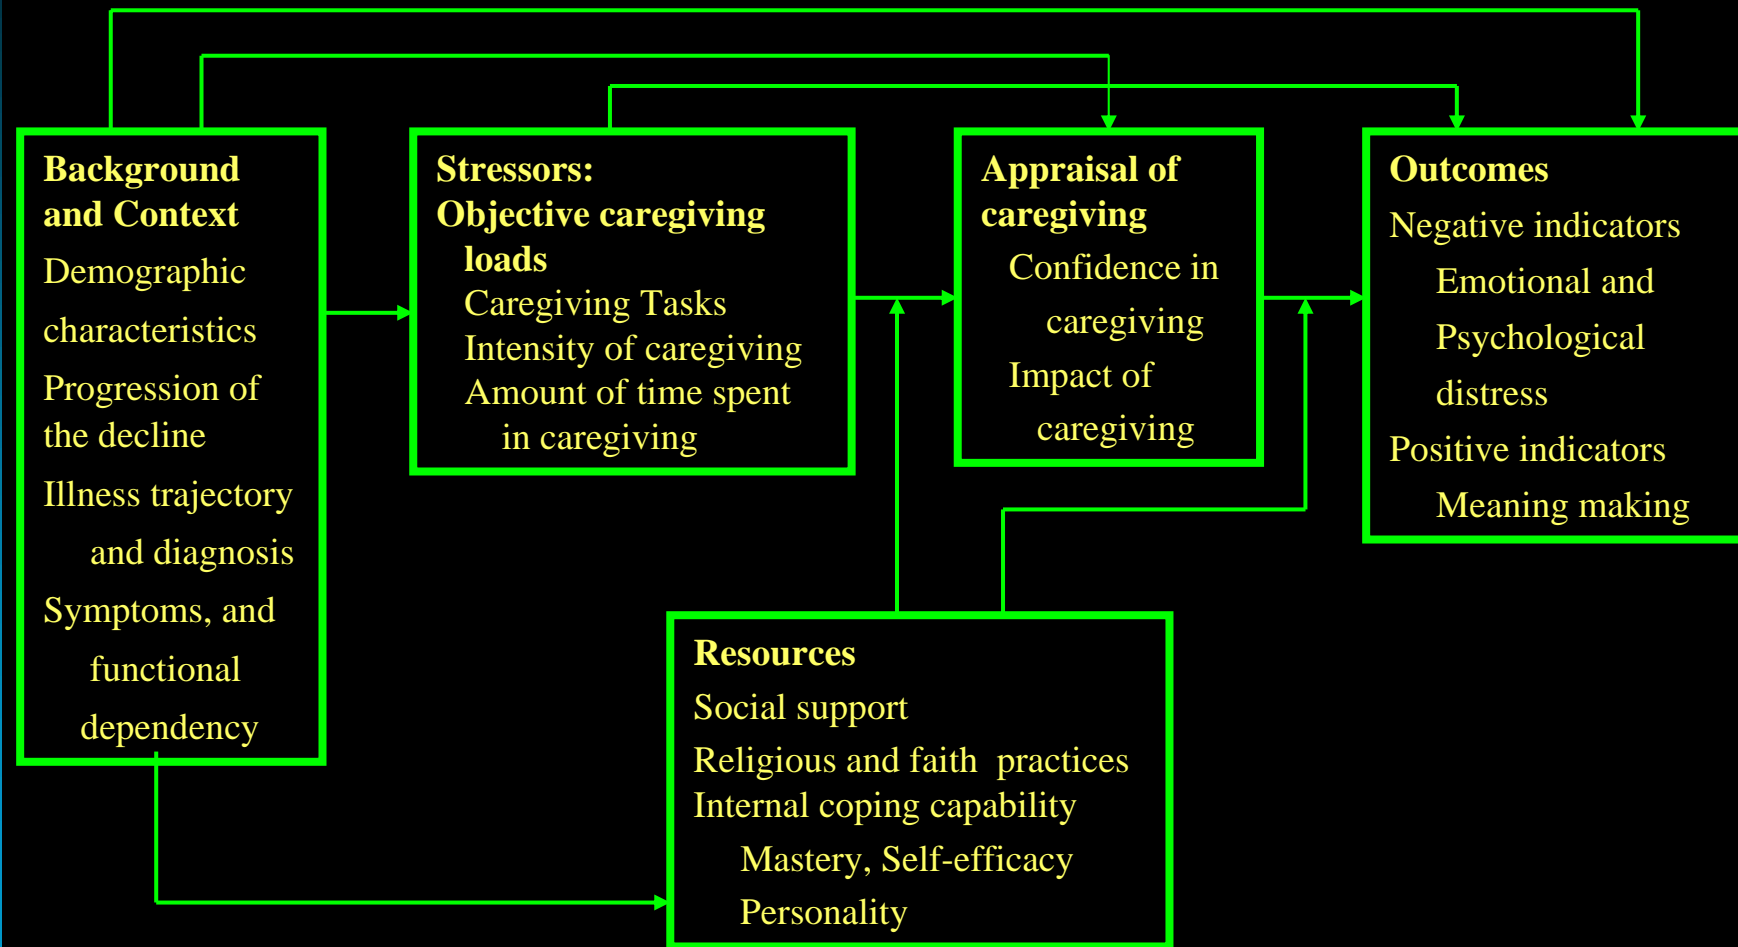 Background
and Context
Demographic
characteristics
Progression of
the decline
Illness trajectory
and diagnosis
Symptoms, and
functional
dependency
Stressors:
Objective caregiving
loads
Caregiving Tasks
Intensity of caregiving
Amount of time spent
in caregiving
Appraisal of
caregiving
Confidence in
caregiving
Impact of
caregiving
Outcomes
Negative indicators
Emotional and
Psychological
distress
Positive indicators
Meaning making
Resources
Social support
Religious and faith practices
Internal coping capability
Mastery, Self-efficacy
Personality